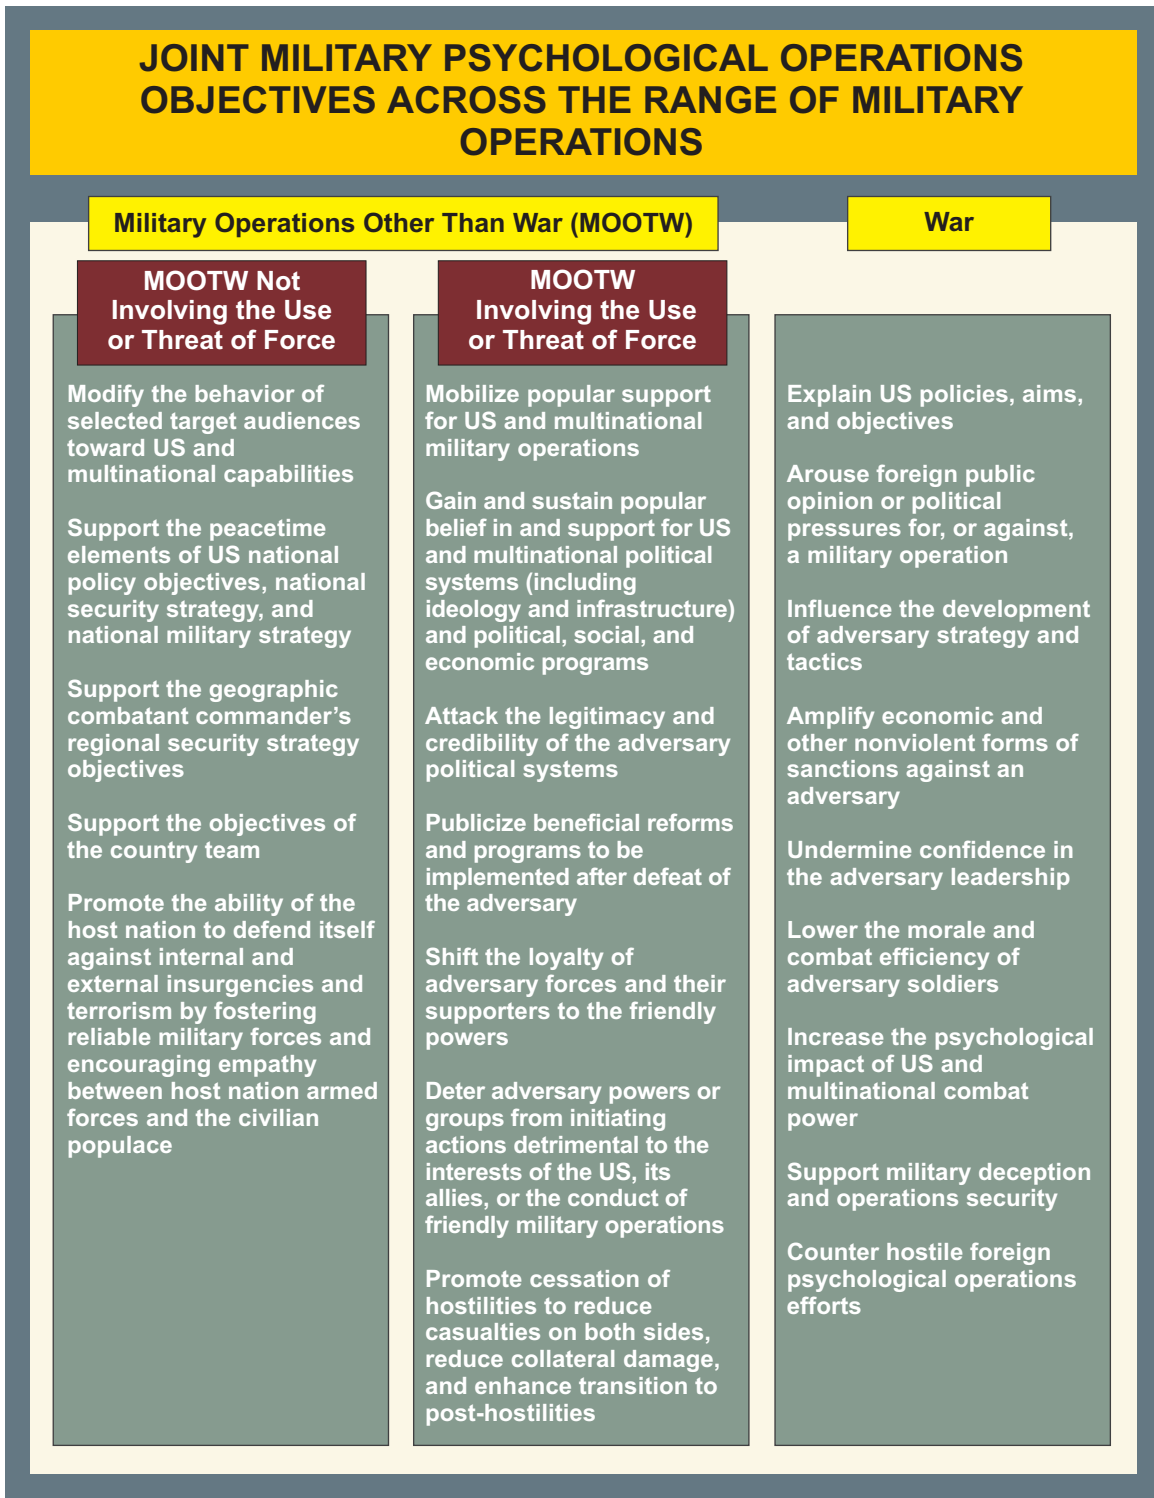 JOINT MILITARY PSYCHOLOGICAL OPERATIONS
OBJECTIVES ACROSS THE RANGE OF MILITARY
OPERATIONS
Military Operations Other Than War (MOOTW)
War
MOOTW Not
Involving the Use
or Threat of Force
Modify the behavior of
selected target audiences
toward US and
multinational capabilities
Support the peacetime
elements of US national
policy objectives, national
security strategy, and
national military strategy
Support the geographic
combatant commander’s
regional security strategy
objectives
Support the objectives of
the country team
Promote the ability of the
host nation to defend itself
against internal and
external insurgencies and
terrorism by fostering
reliable military forces and
encouraging empathy
between host nation armed
forces and the civilian
populace
MOOTW
Involving the Use
or Threat of Force
Mobilize popular support
for US and multinational
military operations
Gain and sustain popular
belief in and support for US
and multinational political
systems (including
ideology and infrastructure)
and political, social, and
economic programs
Attack the legitimacy and
credibility of the adversary
political systems
Publicize beneficial reforms
and programs to be
implemented after defeat of
the adversary
Shift the loyalty of
adversary forces and their
supporters to the friendly
powers
Deter adversary powers or
groups from initiating
actions detrimental to the
interests of the US, its
allies, or the conduct of
friendly military operations
Promote cessation of
hostilities to reduce
casualties on both sides,
reduce collateral damage,
and enhance transition to
post-hostilities
Explain US policies, aims,
and objectives
Arouse foreign public
opinion or political
pressures for, or against,
a military operation
Influence the development
of adversary strategy and
tactics
Amplify economic and
other nonviolent forms of
sanctions against an
adversary
Undermine confidence in
the adversary leadership
Lower the morale and
combat efficiency of
adversary soldiers
Increase the psychological
impact of US and
multinational combat
power
Support military deception
and operations security
Counter hostile foreign
psychological operations
efforts